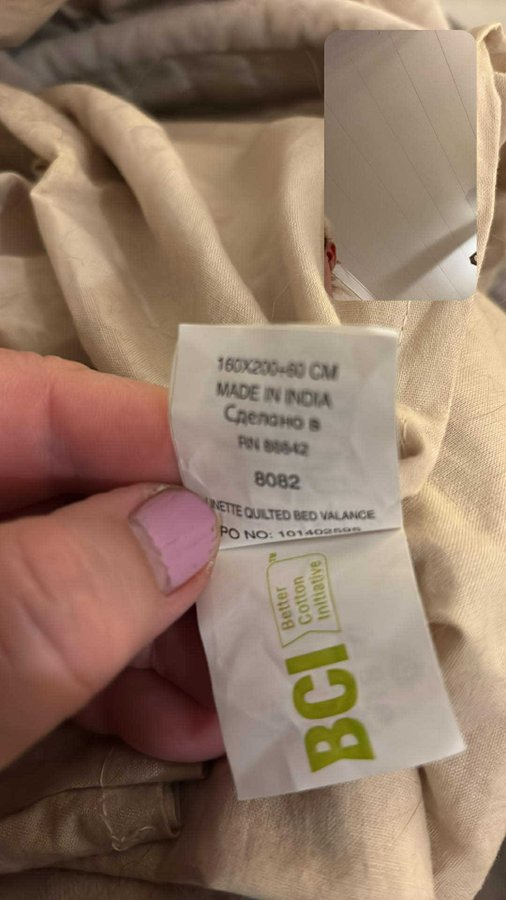 160X200+60 CM
MADE IN INDIA
Сделано в
RN 88642
8082
NETTE QUILTED BED VALANCE
PO NO: 101402595
Better
Cotton
Initiative
BCI